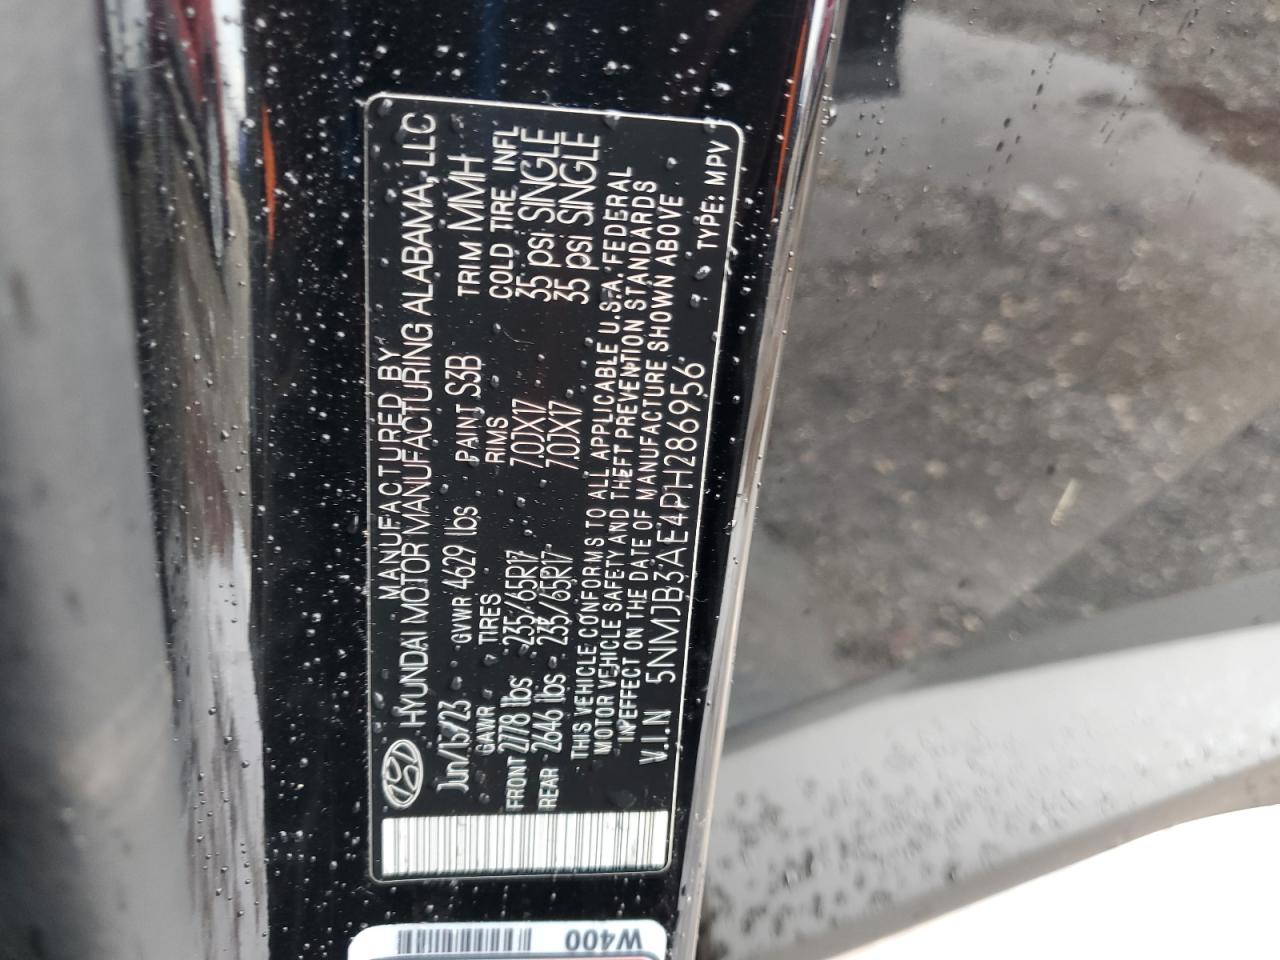 MANUFACTURED BY
HYUNDAI MOTOR MANUFACTURING ALABAMA, LLC
Jun/15/23 GVWR 4629 lbs PAINT S3B TRIM MMH
GAWR TIRES RIMS COLD TIRE INFL
FRONT 2778 lbs 235/65R17 7.0JX17 35 psi SINGLE
REAR 2646 lbs 235/65R17 7.0JX17 35 psi SINGLE
THIS VEHICLE CONFORMS TO ALL APPLICABLE U.S.A. FEDERAL
MOTOR VEHICLE SAFETY AND THEFT PREVENTION STANDARDS
IN EFFECT ON THE DATE OF MANUFACTURE SHOWN ABOVE
V.I.N 5NMJB3AE4PH286956 TYPE: MPV
W400